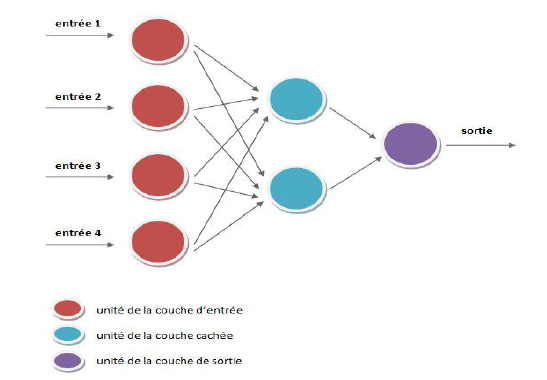 entrée 1
entrée 2
entrée 3
entrée 4
sortie
unité de la couche d'entrée
unité de la couche cachée
unité de la couche de sortie